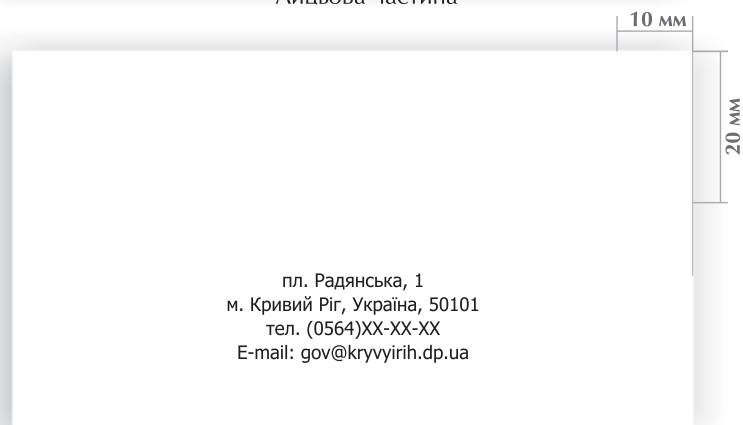 Лицьова частина
10 мм
20 мм
пл. Радянська, 1
м. Кривий Ріг, Україна, 50101
тел. (0564)ХХ-ХХ-ХХ
E-mail: gov@kryvyirih.dp.ua